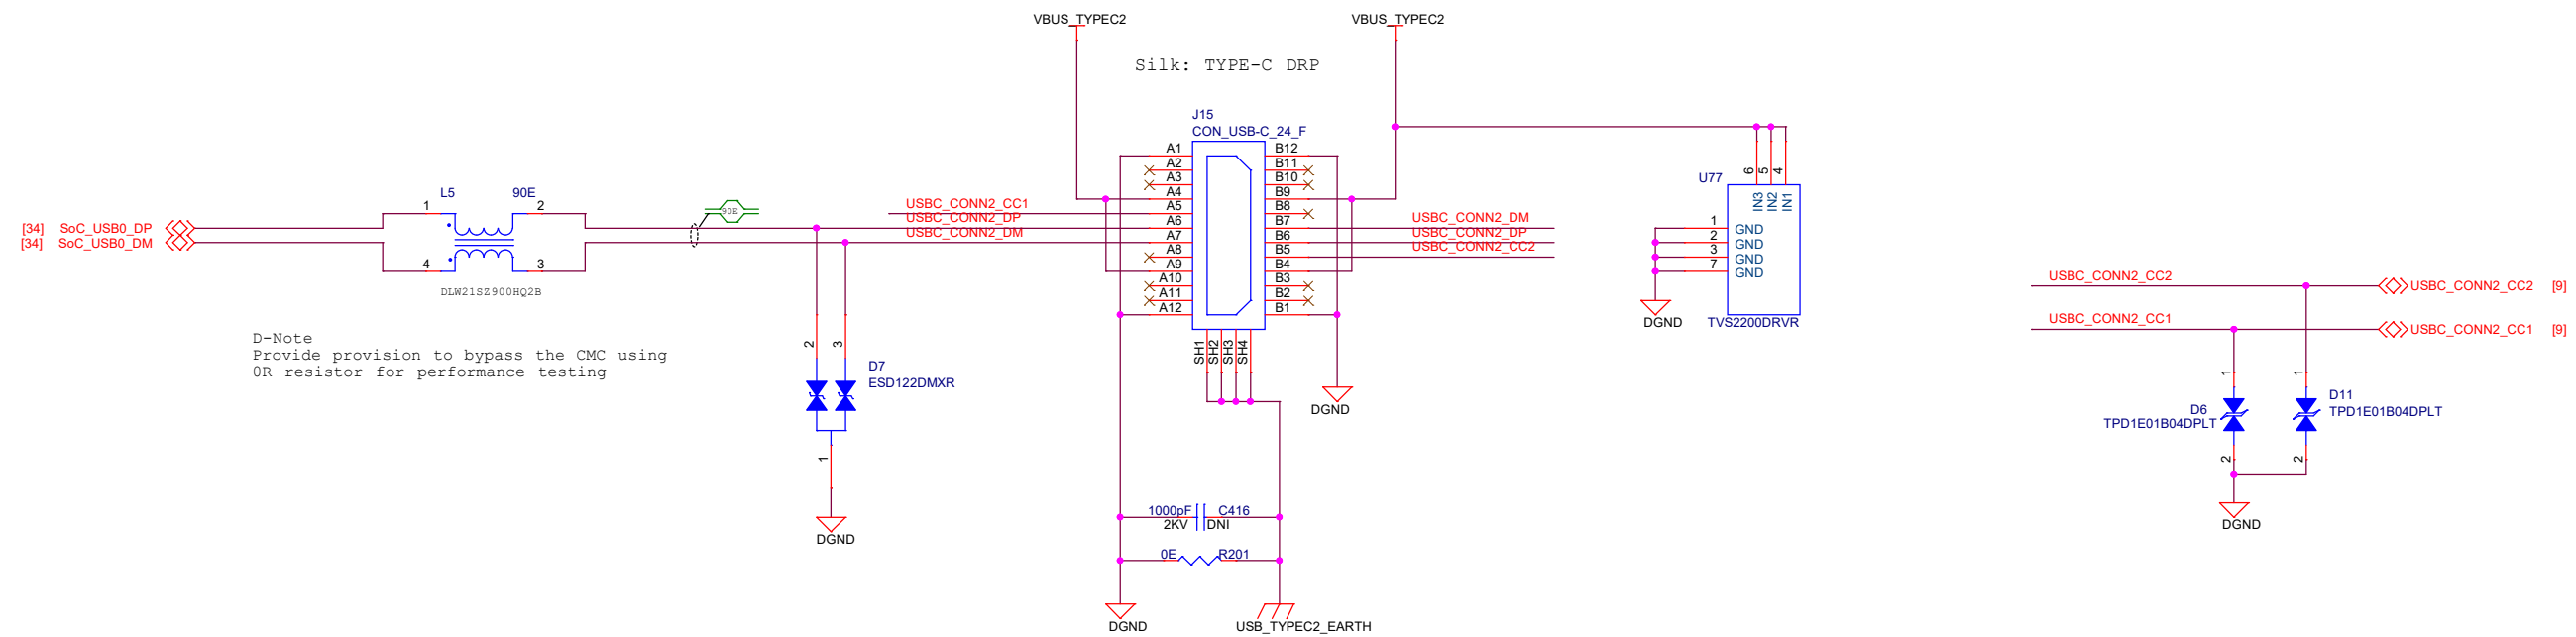 VBUS_TYPEC2
VBUS_TYPEC2
Silk: TYPE-C DRP
J15
CON_USB-C_24_F
A1
A2
A3
A4
A5
A6
A7
A8
A9
A10
A11
A12
B12
B11
B10
B9
B8
B7
B6
B5
B4
B3
B2
B1
SH1
SH2
SH3
SH4
[34] SoC_USB0_DP
[34] SoC_USB0_DM
L5
90E
1
2
4
3
DLW21SZ900HQ2B
90E
USBC_CONN2_CC1
USBC_CONN2_DP
USBC_CONN2_DM
USBC_CONN2_DM
USBC_CONN2_DP
USBC_CONN2_CC2
D-Note
Provide provision to bypass the CMC using
0R resistor for performance testing
2
3
D7
ESD122DMXR
1
DGND
DGND
1000pF
C416
2KV
DNI
0E
R201
DGND
USB_TYPEC2_EARTH
U77
6
5
4
IN3
IN2
IN1
1
GND
2
GND
3
GND
7
GND
DGND
TVS2200DRVR
USBC_CONN2_CC2
USBC_CONN2_CC2 [9]
USBC_CONN2_CC1
USBC_CONN2_CC1 [9]
1
1
D6
TPD1E01B04DPLT
D11
TPD1E01B04DPLT
2
2
DGND